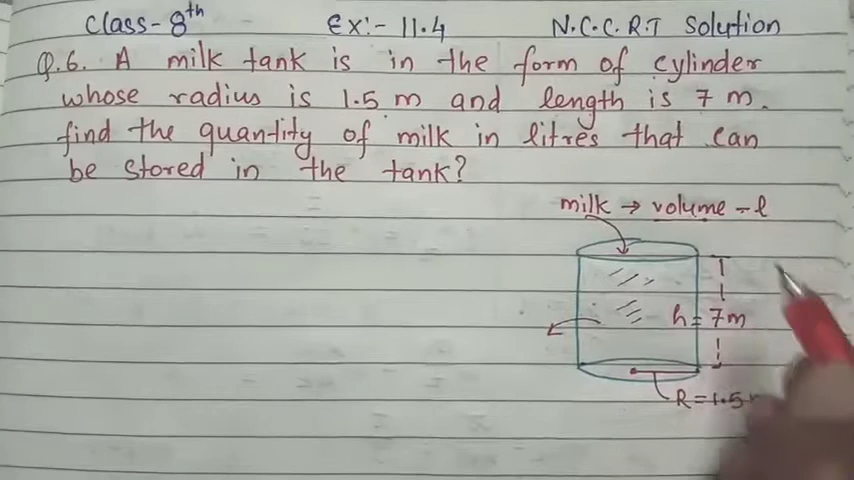 Class-8th Ex:- 11.4 N.C.C.R.T Solution
Q.6. A milk tank is in the form of cylinder
whose radius is 1.5 m and length is 7 m.
find the quantity of milk in litres that can
be stored in the tank?
milk → volume - l
h = 7m
R = 1.5